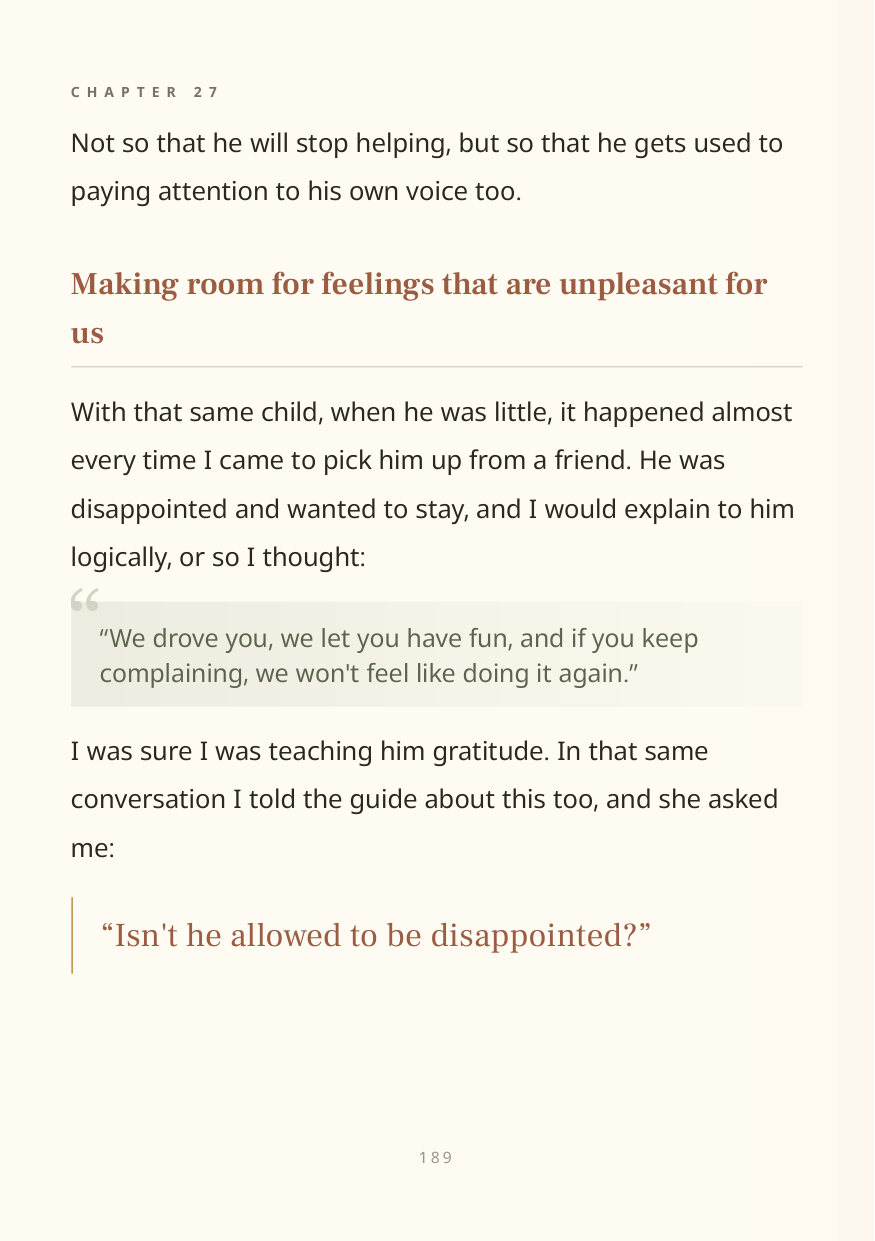 CHAPTER 27
Not so that he will stop helping, but so that he gets used to
paying attention to his own voice too.
Making room for feelings that are unpleasant for
us
With that same child, when he was little, it happened almost
every time I came to pick him up from a friend. He was
disappointed and wanted to stay, and I would explain to him
logically, or so I thought:
“
“We drove you, we let you have fun, and if you keep
complaining, we won't feel like doing it again.”
I was sure I was teaching him gratitude. In that same
conversation I told the guide about this too, and she asked
me:
“Isn't he allowed to be disappointed?”
189